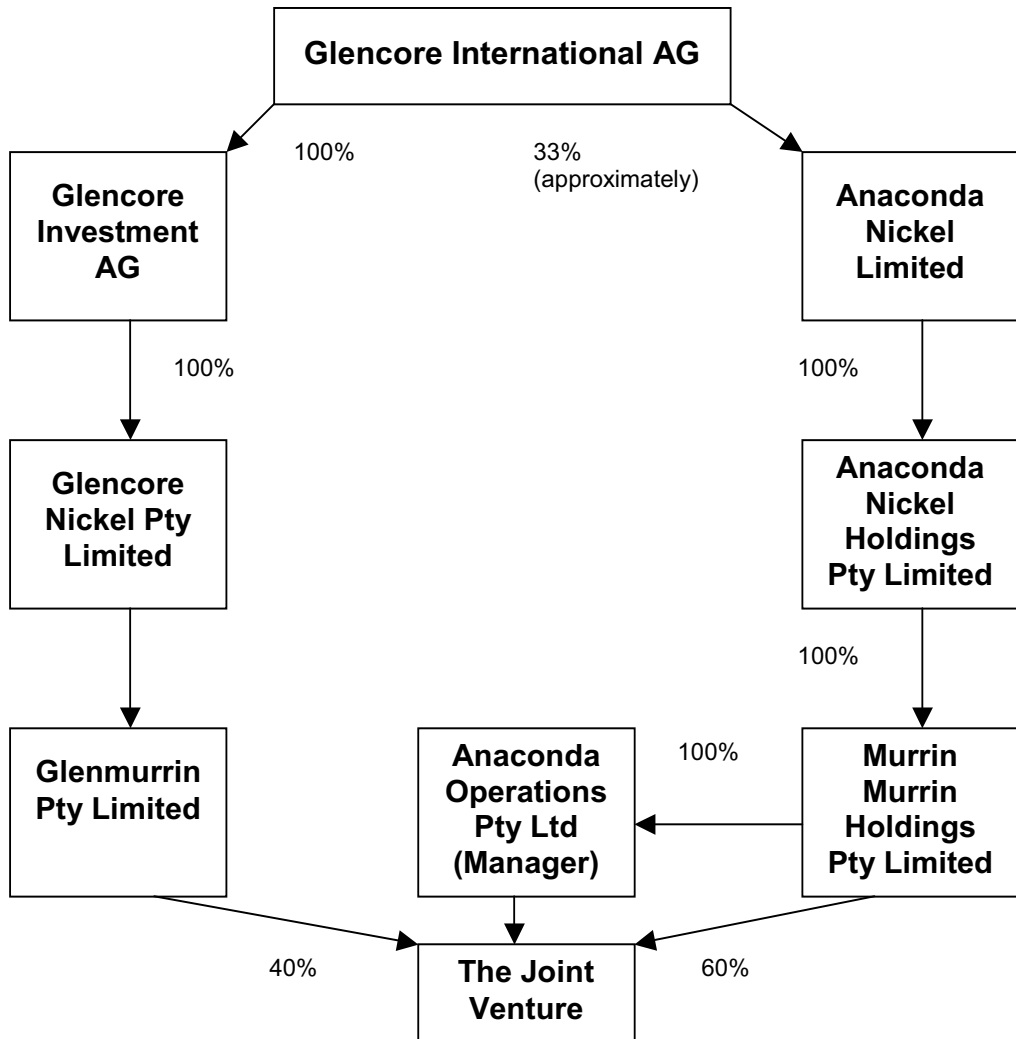 Glencore International AG
100%
33%
(approximately)
Glencore
Investment
AG
Anaconda
Nickel
Limited
100%
100%
Glencore
Nickel Pty
Limited
Anaconda
Nickel
Holdings
Pty Limited
100%
Glenmurrin
Pty Limited
Anaconda
Operations
Pty Ltd
(Manager)
100%
Murrin
Murrin
Holdings
Pty Limited
40%
The Joint
Venture
60%